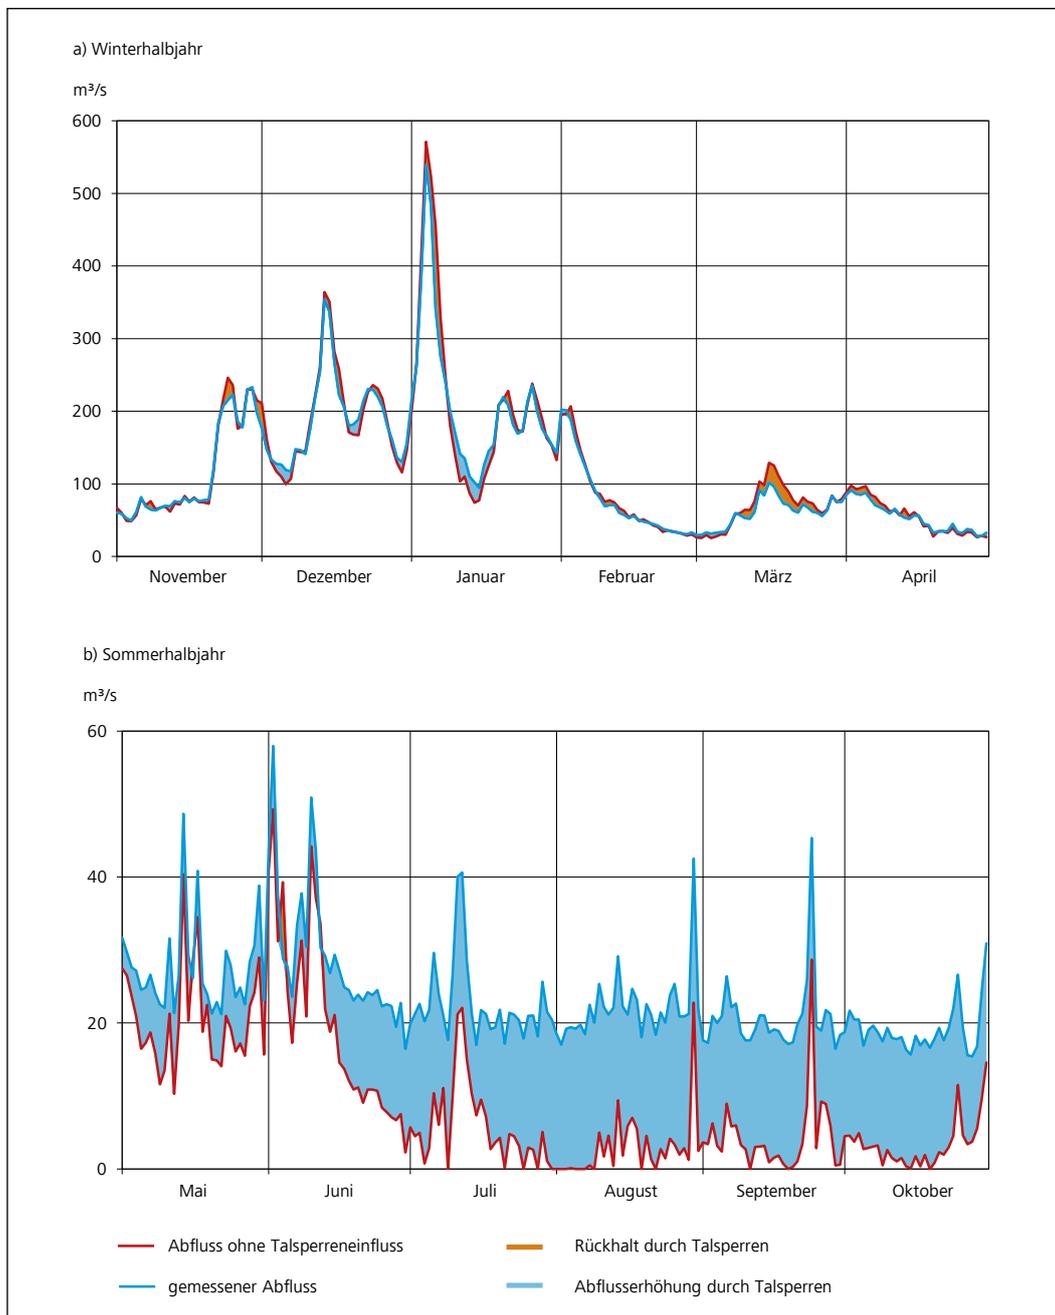 a) Winterhalbjahr
m³/s
600
500
400
300
200
100
0
November Dezember Januar Februar März April
b) Sommerhalbjahr
m³/s
60
40
20
0
Mai Juni Juli August September Oktober
Abfluss ohne Talsperreneinfluss Rückhalt durch Talsperren
gemessener Abfluss Abflusserhöhung durch Talsperren